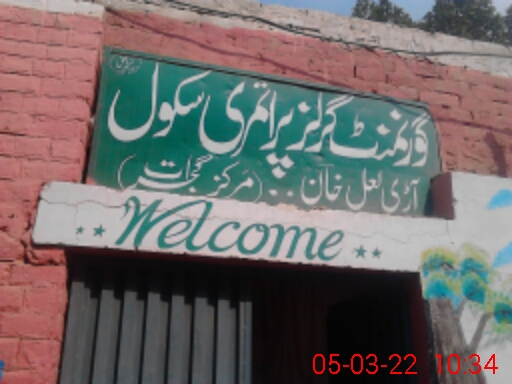 گورنمنٹ گرلز پرائمری سکول
آڑی لعل خان .. (مرکز گجرات)
★★ Welcome ★★
05-03-22 10:34